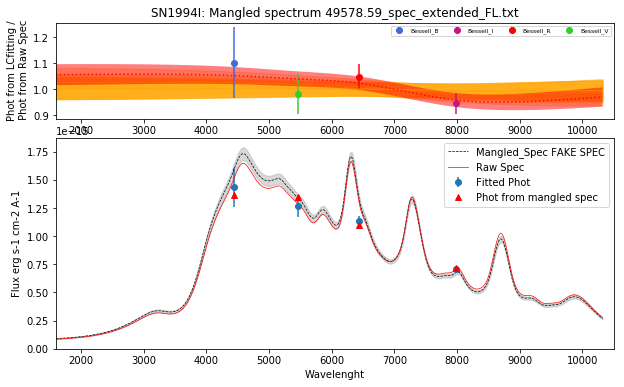 SN1994I: Mangled spectrum 49578.59_spec_extended_FL.txt
Phot from LCfitting /
Phot from Raw Spec
1.2
1.1
1.0
0.9
Bessell_B
Bessell_I
Bessell_R
Bessell_V
2000 3000 4000 5000 6000 7000 8000 9000 10000
Flux erg s-1 cm-2 A-1
1.75
1.50
1.25
1.00
0.75
0.50
0.25
0.00
Mangled_Spec FAKE SPEC
Raw Spec
Fitted Phot
Phot from mangled spec
2000 3000 4000 5000 6000 7000 8000 9000 10000
Wavelenght